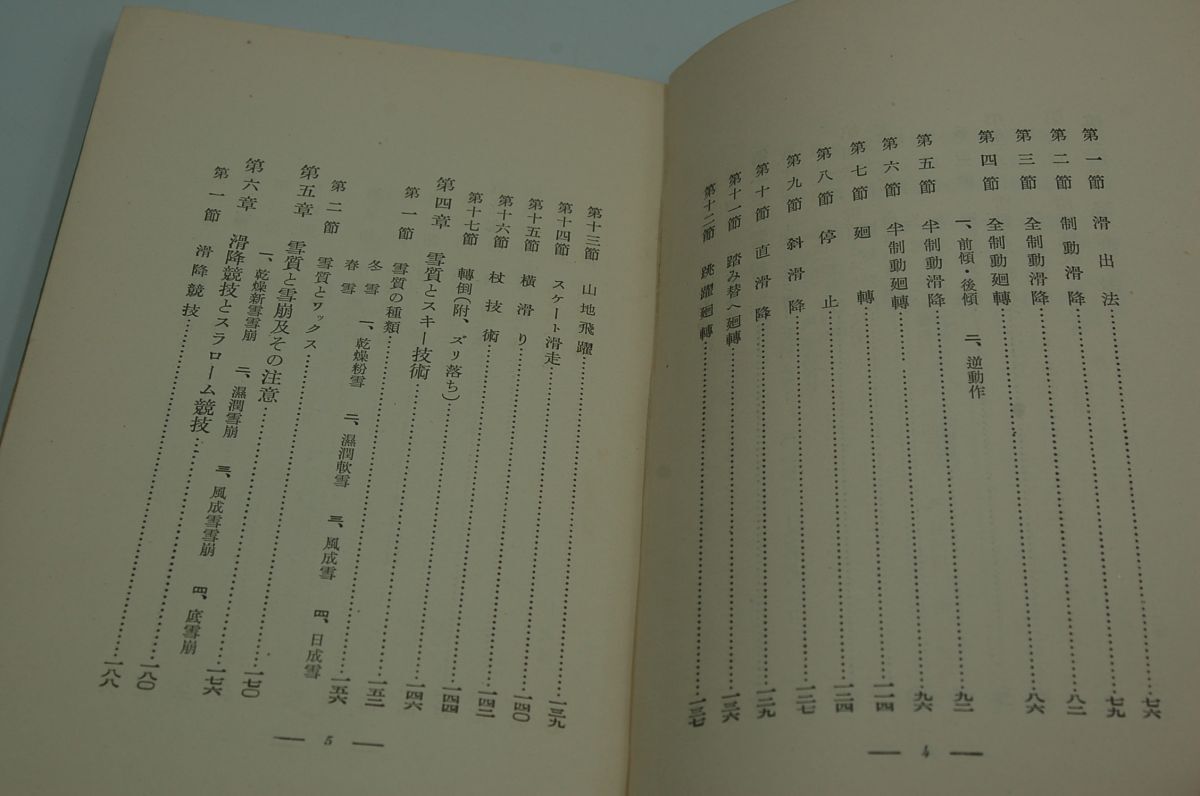 第一節 滑出法……七六
第二節 制動滑降……七九
第三節 全制動滑降……八二
第四節 全制動廻轉……八六
一、前傾・後傾 二、逆動作
第五節 半制動滑降……九二
第六節 半制動廻轉……九六
第七節 廻轉……一一四
第八節 停止……一二四
第九節 斜滑降……一二七
第十節 直滑降……一二九
第十一節 踏み替へ廻轉……一三六
第十二節 跳躍廻轉……一三七
4
第十三節 山地飛躍……一三九
第十四節 スケート滑走……一四〇
第十五節 横滑り……一四二
第十六節 杖技術……一四四
第十七節 轉倒(附、ズリ落ち)……一四六
第四章 雪質とスキー技術……一五二
第一節 雪質の種類……一五六
冬雪 一、乾燥粉雪 二、濕潤軟雪 三、風成雪 四、日成雪
春雪
第二節 雪質とワックス……一七〇
第五章 雪質と雪崩及その注意……一七六
一、乾燥新雪雪崩 二、濕潤雪崩 三、風成雪雪崩 四、底雪崩
第六章 滑降競技とスラローム競技……一八〇
第一節 滑降競技……一八八
5